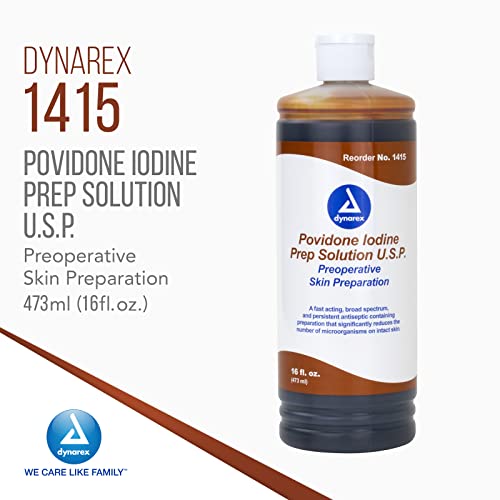 DYNAREX
1415
POVIDONE IODINE
PREP SOLUTION
U.S.P.
Preoperative
Skin Preparation
473ml (16fl.oz.)
dynarex
WE CARE LIKE FAMILY™
Reorder No. 1415
dynarex
Povidone Iodine
Prep Solution U.S.P.
Preoperative
Skin Preparation
A fast acting, broad spectrum,
and persistent antiseptic containing
preparation that significantly reduces the
number of microorganisms on intact skin.
16 fl. oz.
(473 ml)